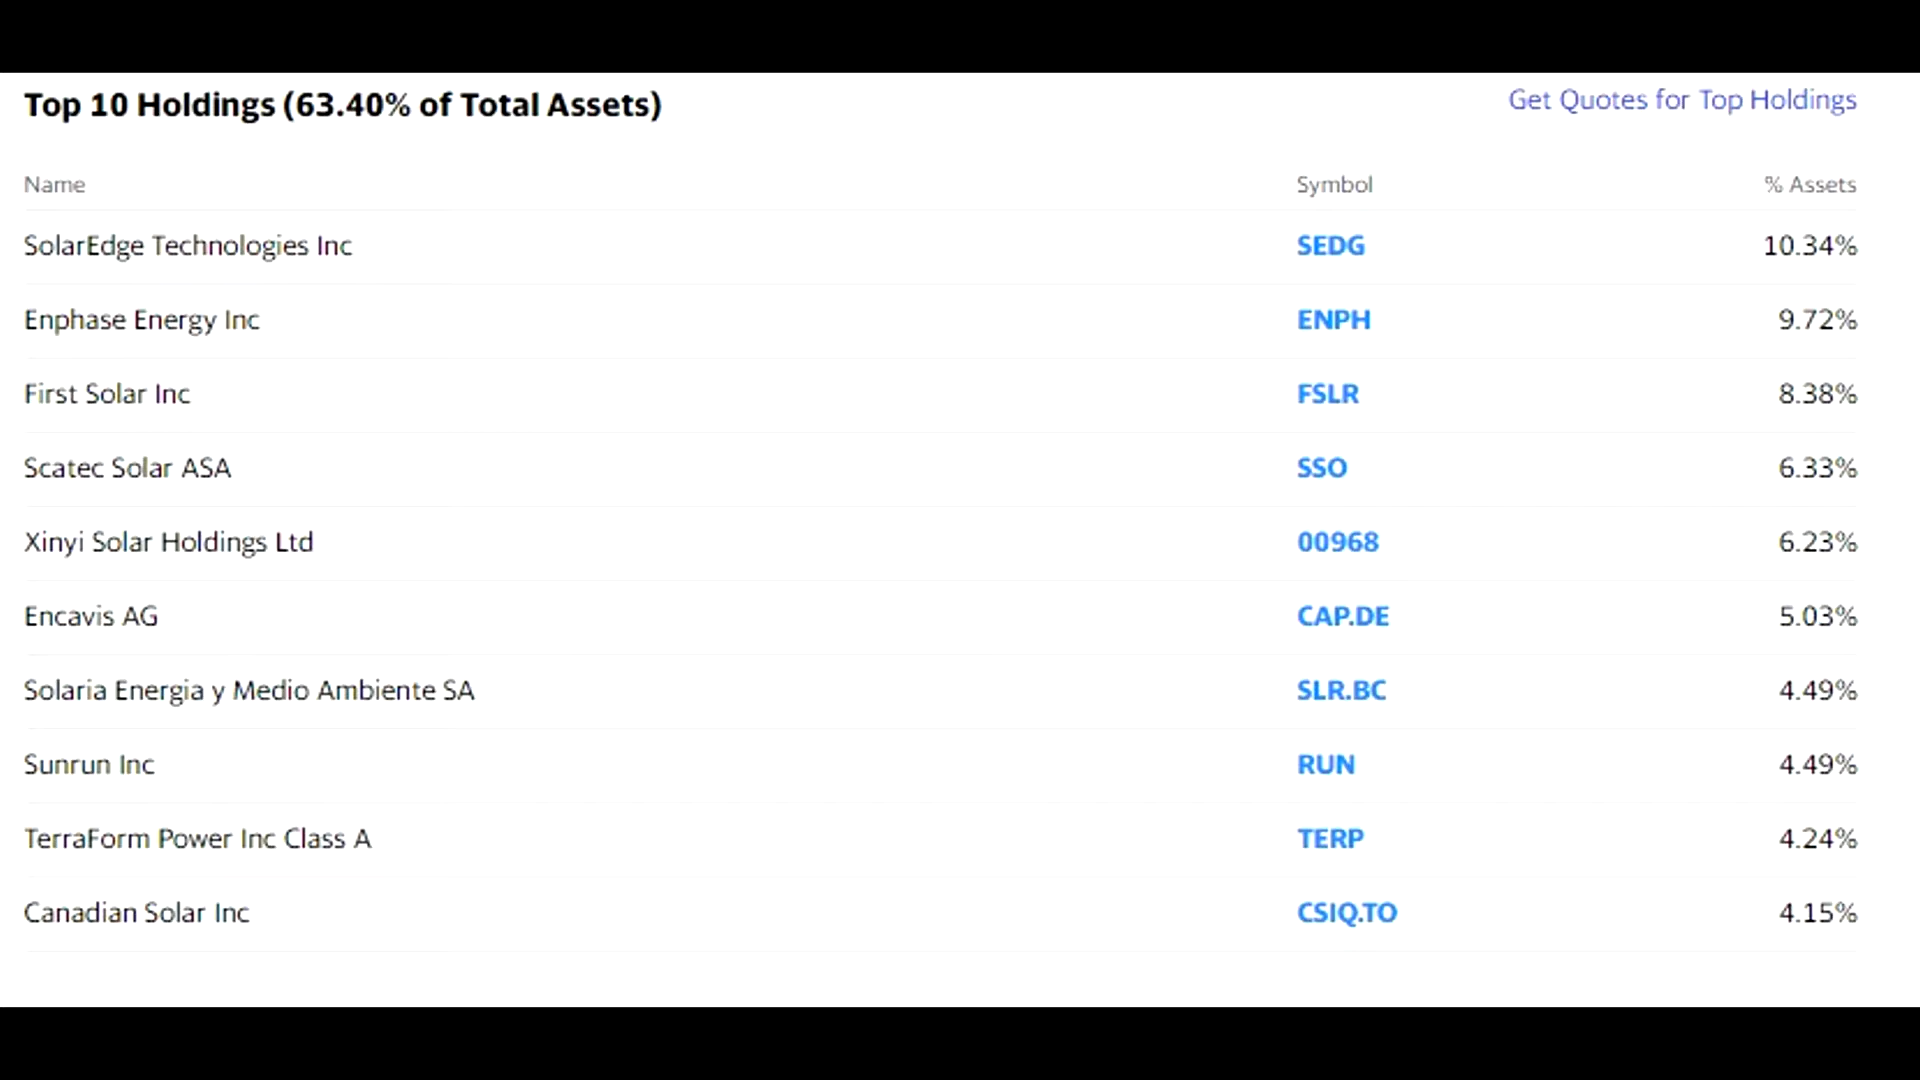 Top 10 Holdings (63.40% of Total Assets) Get Quotes for Top Holdings
Name Symbol % Assets
SolarEdge Technologies Inc SEDG 10.34%
Enphase Energy Inc ENPH 9.72%
First Solar Inc FSLR 8.38%
Scatec Solar ASA SSO 6.33%
Xinyi Solar Holdings Ltd 00968 6.23%
Encavis AG CAP.DE 5.03%
Solaria Energia y Medio Ambiente SA SLR.BC 4.49%
Sunrun Inc RUN 4.49%
TerraForm Power Inc Class A TERP 4.24%
Canadian Solar Inc CSIQ.TO 4.15%